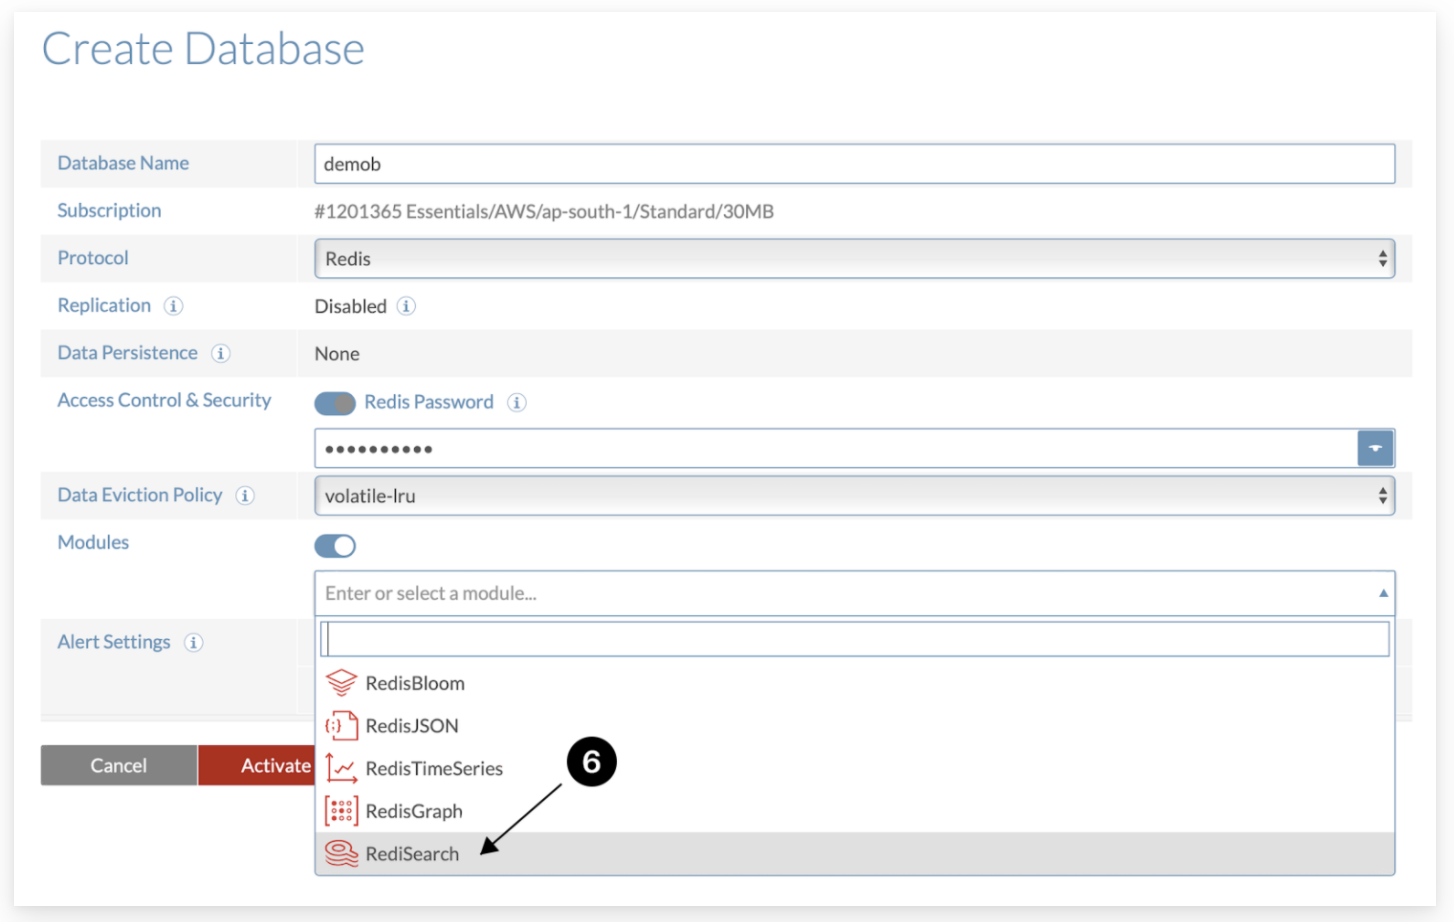 Create Database
Database Name demob
Subscription #1201365 Essentials/AWS/ap-south-1/Standard/30MB
Protocol Redis
Replication i Disabled i
Data Persistence i None
Access Control & Security Redis Password i
••••••••••
Data Eviction Policy i volatile-lru
Modules
Enter or select a module...
Alert Settings i
RedisBloom
{;} RedisJSON
Cancel Activate RedisTimeSeries 6
RedisGraph
RediSearch